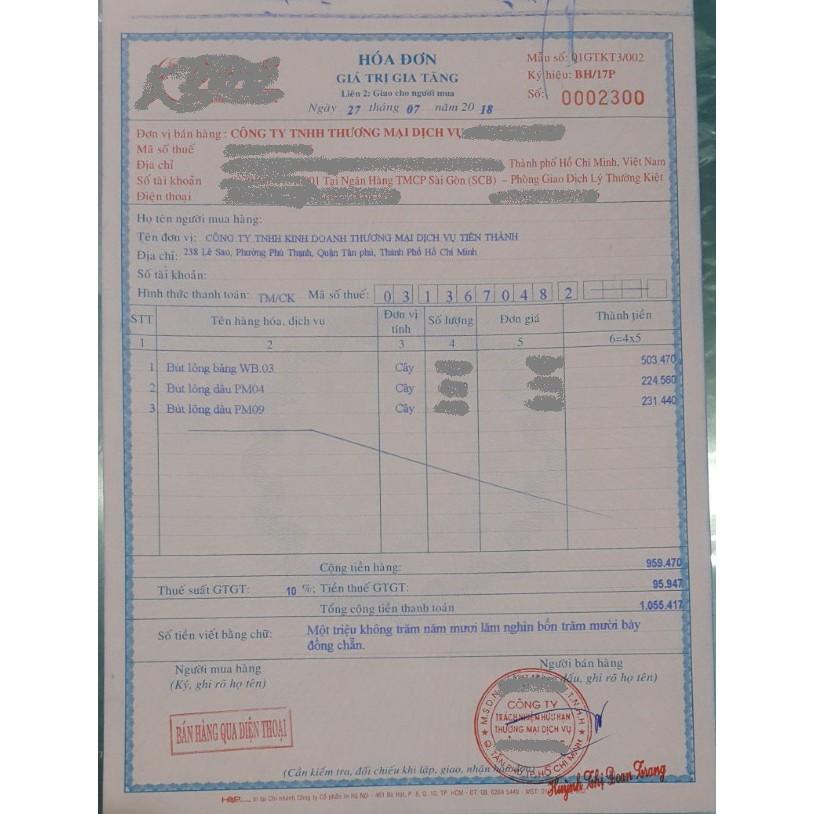 HÓA ĐƠN
GIÁ TRỊ GIA TĂNG
Liên 2: Giao cho người mua
Ngày 27 tháng 07 năm 2018
Mẫu số: 01GTKT3/002
Ký hiệu: BH/17P
Số: 0002300
Đơn vị bán hàng: CÔNG TY TNHH THƯƠNG MẠI DỊCH VỤ
Mã số thuế
Địa chỉ Thành phố Hồ Chí Minh, Việt Nam
Số tài khoản 01 Tại Ngân Hàng TMCP Sài Gòn (SCB) – Phòng Giao Dịch Lý Thường Kiệt
Điện thoại
Họ tên người mua hàng:
Tên đơn vị: CÔNG TY TNHH KINH DOANH THƯƠNG MẠI DỊCH VỤ TIẾN THÀNH
Địa chỉ: 238 Lê Sao, Phường Phú Thạnh, Quận Tân phú, Thành Phố Hồ Chí Minh
Số tài khoản:
Hình thức thanh toán: TM/CK Mã số thuế: 0313670482
STT Tên hàng hóa, dịch vụ Đơn vị tính Số lượng Đơn giá Thành tiền
1 2 3 4 5 6=4x5
1 Bút lông bảng WB.03 Cây 503.470
2 Bút lông dầu PM04 Cây 224.560
3 Bút lông dầu PM09 Cây 231.440
Cộng tiền hàng: 959.470
Thuế suất GTGT: 10 %; Tiền thuế GTGT: 95.947
Tổng cộng tiền thanh toán 1.055.417
Số tiền viết bằng chữ: Một triệu không trăm năm mươi lăm nghìn bốn trăm mười bảy
đồng chẵn.
Người mua hàng
(Ký, ghi rõ họ tên)
Người bán hàng
dấu, ghi rõ họ tên)
BÁN HÀNG QUA ĐIỆN THOẠI
CÔNG TY
TRÁCH NHIỆM HỮU HẠN
THƯƠNG MẠI DỊCH VỤ
(Cần kiểm tra, đối chiếu khi lập, giao, nhận
Huỳnh Thị Đoan Trang